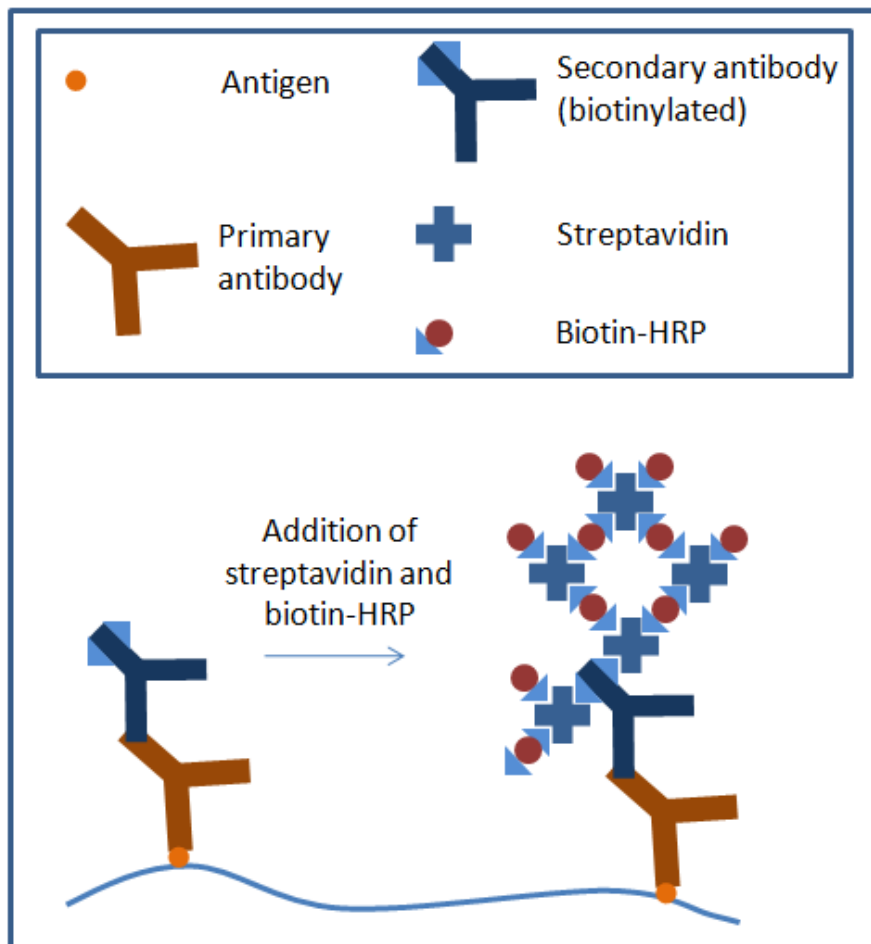 Antigen
Secondary antibody
(biotinylated)
Primary
antibody
Streptavidin
Biotin-HRP
Addition of
streptavidin and
biotin-HRP